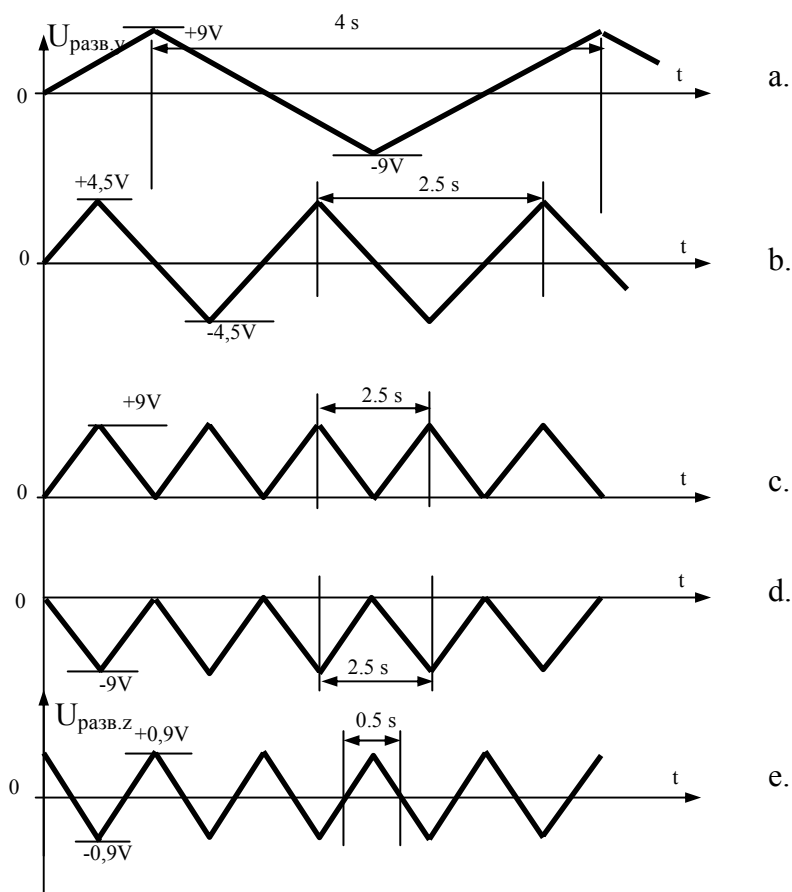 Uразв.y
+9V
4 s
t
a.
0
-9V
+4,5V
2.5 s
t
0
b.
-4,5V
+9V
2.5 s
t
0
c.
t
0
d.
-9V
2.5 s
Uразв.z
+0,9V
0.5 s
t
0
e.
-0,9V